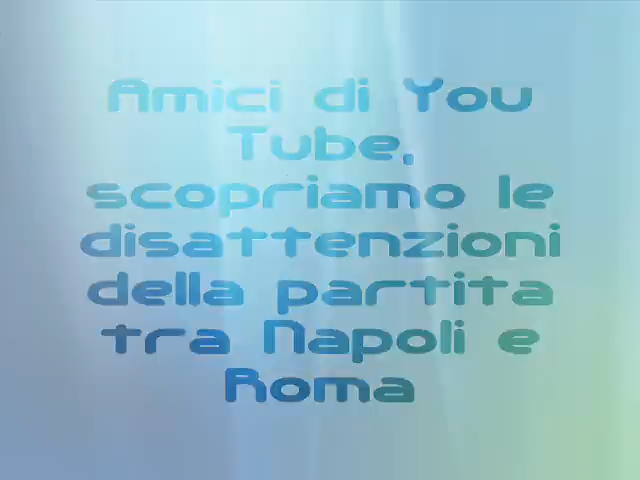 Amici di You
Tube,
scopriamo le
disattenzioni
della partita
tra Napoli e
Roma